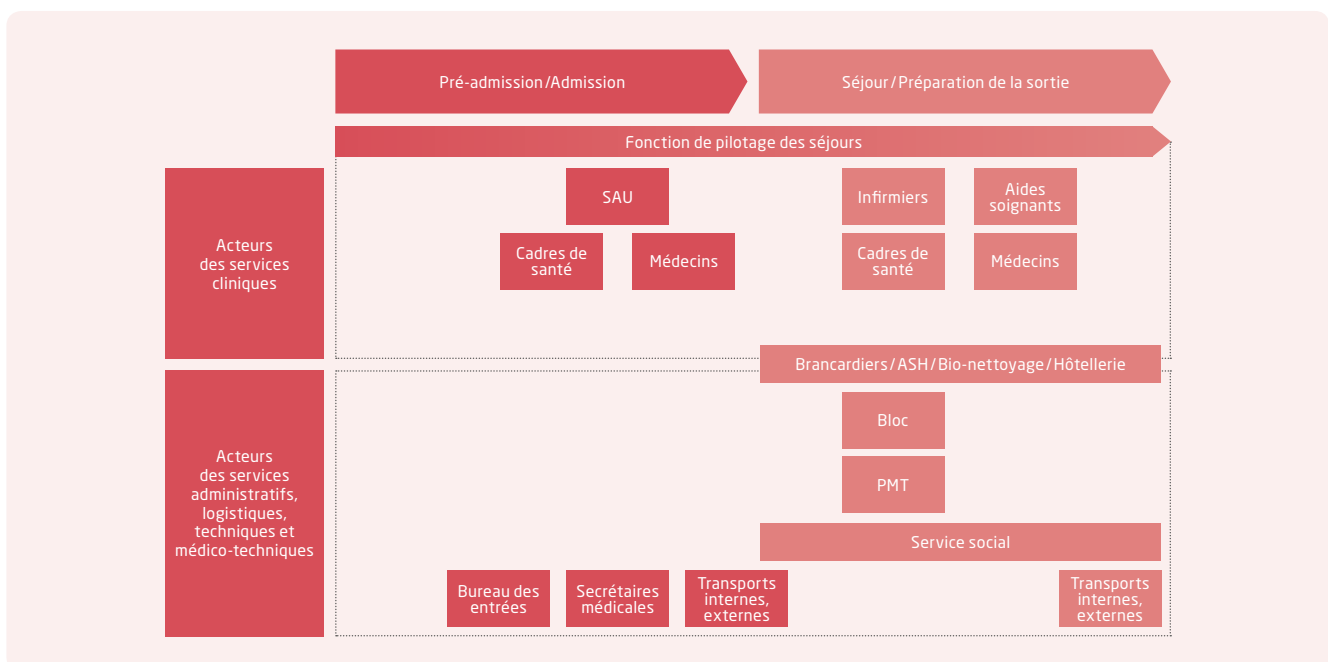 Pré-admission/Admission
Séjour/Préparation de la sortie
Fonction de pilotage des séjours
Acteurs
des services
cliniques
SAU
Infirmiers
Aides
soignants
Cadres de
santé
Médecins
Cadres de
santé
Médecins
Brancardiers/ASH/Bio-nettoyage/Hôtellerie
Acteurs
des services
administratifs,
logistiques,
techniques et
médico-techniques
Bloc
PMT
Service social
Bureau des
entrées
Secrétaires
médicales
Transports
internes,
externes
Transports
internes,
externes